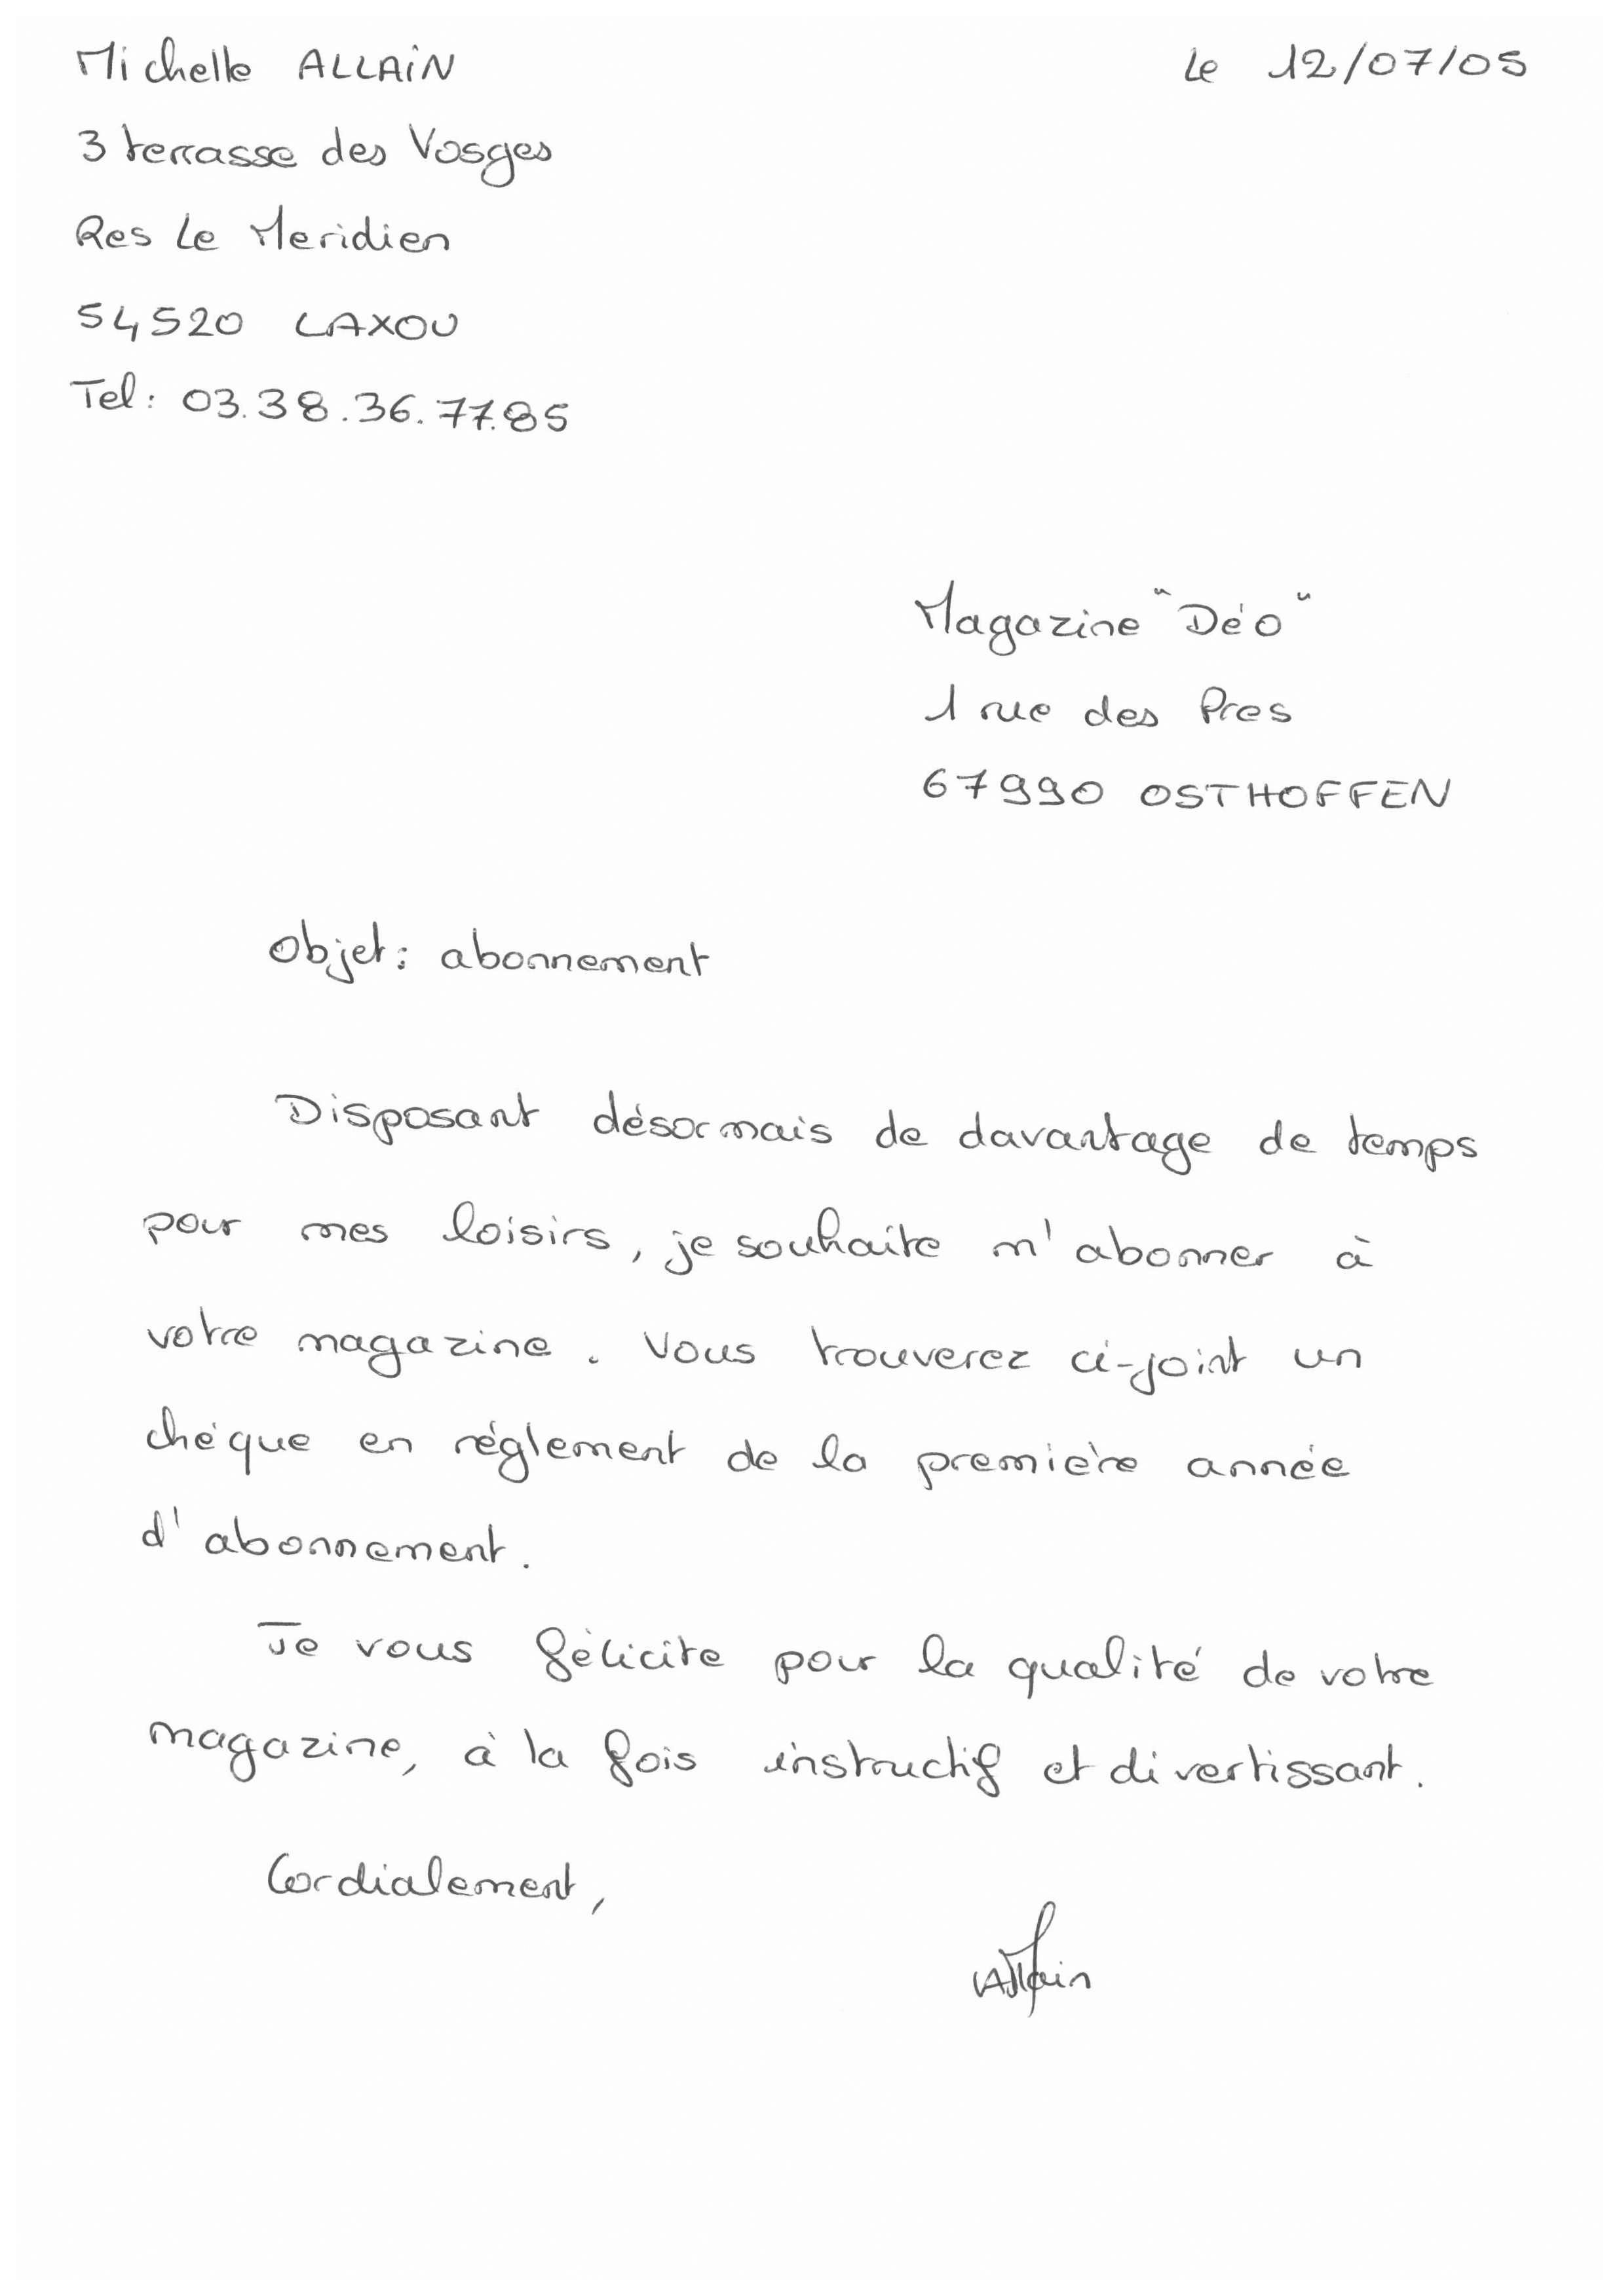 Michelle ALLAIN
Le 12/07/05
3 terrasse des Vosges
Res Le Meridien
54520 LAXOU
Tel : 03.38.36.77.85
Magazine "Déo"
1 rue des Pres
67990 OSTHOFFEN
Objet : abonnement
Disposant désormais de davantage de temps
pour mes loisirs, je souhaite m'abonner à
votre magazine. Vous trouverez ci-joint un
chéque en réglement de la première année
d'abonnement.
Je vous félicite pour la qualité de votre
magazine, à la fois instructif et divertissant.
Cordialement,
Allain